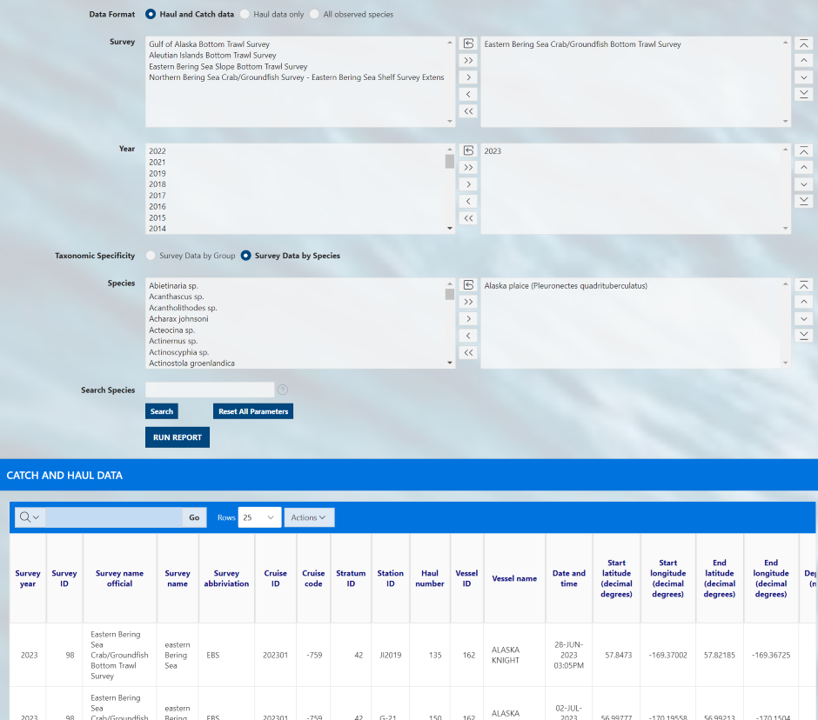 Data Format Haul and Catch data Haul data only All observed species
Survey
Gulf of Alaska Bottom Trawl Survey
Aleutian Islands Bottom Trawl Survey
Eastern Bering Sea Slope Bottom Trawl Survey
Northern Bering Sea Crab/Groundfish Survey - Eastern Bering Sea Shelf Survey Extens
Eastern Bering Sea Crab/Groundfish Bottom Trawl Survey
Year
2022
2021
2019
2018
2017
2016
2015
2014
2023
Taxonomic Specificity Survey Data by Group Survey Data by Species
Species
Abietinaria sp.
Acanthascus sp.
Acantholithodes sp.
Acharax johnsoni
Acteocina sp.
Actinernus sp.
Actinoscyphia sp.
Actinostola groenlandica
Alaska plaice (Pleuronectes quadrituberculatus)
Search Species
Search Reset All Parameters
RUN REPORT
CATCH AND HAUL DATA
Go Rows 25 Actions
Survey
year
Survey
ID
Survey name
official
Survey
name
Survey
abbriviation
Cruise
ID
Cruise
code
Stratum
ID
Station
ID
Haul
number
Vessel
ID
Vessel name
Date and
time
Start
latitude
(decimal
degrees)
Start
longitude
(decimal
degrees)
End
latitude
(decimal
degrees)
End
longitude
(decimal
degrees)
2023
98
Eastern Bering
Sea
Crab/Groundfish
Bottom Trawl
Survey
eastern
Bering
Sea
EBS
202301
-759
42
JI2019
135
162
ALASKA
KNIGHT
28-JUN-
2023
03:05PM
57.8473
-169.37002
57.82185
-169.36725
2023
98
Eastern Bering
Sea
Crab/Groundfish
eastern
Bering
EBS
202301
-759
42
G-21
150
162
ALASKA
02-JUL-
2023
56.99777
-170.19558
56.99213
-170.1504